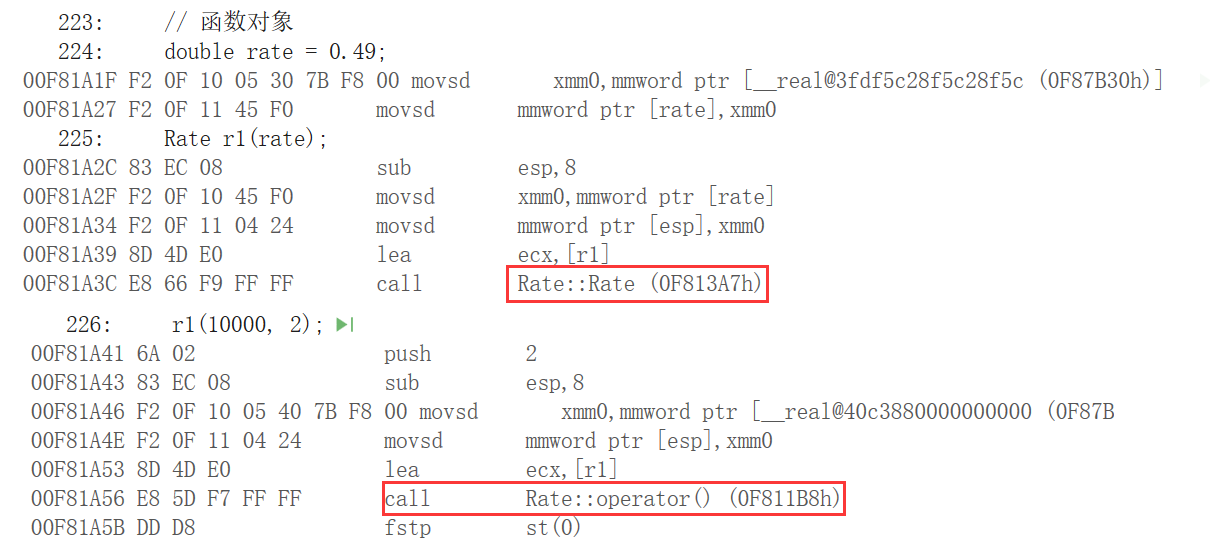 223: // 函数对象
224: double rate = 0.49;
00F81A1F F2 0F 10 05 30 7B F8 00 movsd xmm0,mmword ptr [__real@3fdf5c28f5c28f5c (0F87B30h)]
00F81A27 F2 0F 11 45 F0 movsd mmword ptr [rate],xmm0
225: Rate r1(rate);
00F81A2C 83 EC 08 sub esp,8
00F81A2F F2 0F 10 45 F0 movsd xmm0,mmword ptr [rate]
00F81A34 F2 0F 11 04 24 movsd mmword ptr [esp],xmm0
00F81A39 8D 4D E0 lea ecx,[r1]
00F81A3C E8 66 F9 FF FF call Rate::Rate (0F813A7h)
226: r1(10000, 2);
00F81A41 6A 02 push 2
00F81A43 83 EC 08 sub esp,8
00F81A46 F2 0F 10 05 40 7B F8 00 movsd xmm0,mmword ptr [__real@40c3880000000000 (0F87B
00F81A4E F2 0F 11 04 24 movsd mmword ptr [esp],xmm0
00F81A53 8D 4D E0 lea ecx,[r1]
00F81A56 E8 5D F7 FF FF call Rate::operator() (0F811B8h)
00F81A5B DD D8 fstp st(0)